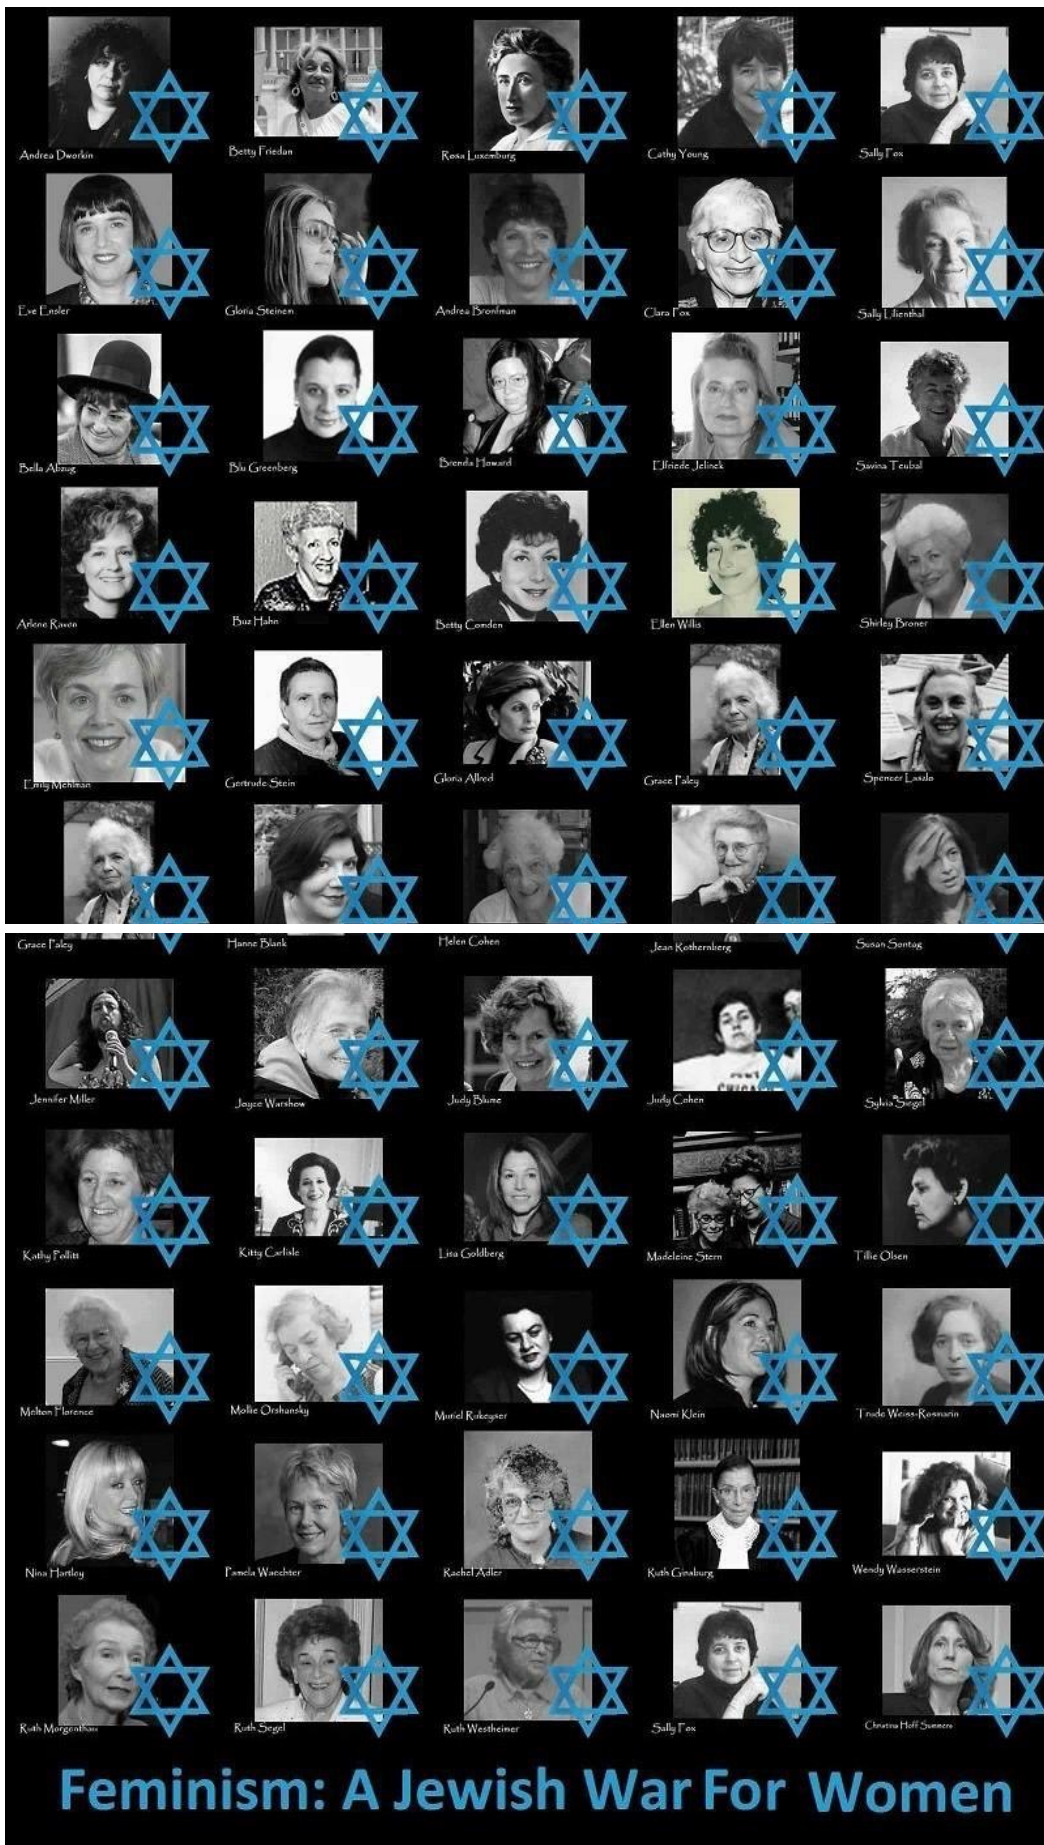 Andrea Dworkin
Betty Friedan
Rosa Luxemburg
Cathy Young
Sally Fox
Eve Ensler
Gloria Steinem
Andrea Bronfman
Clara Fox
Sally Lilienthal
Bella Abzug
Blu Greenberg
Brenda Howard
Elfriede Jelinek
Savina Teubal
Arlene Raven
Buz Hahn
Betty Comden
Ellen Willis
Shirley Broner
Emily Mehlman
Gertrude Stein
Gloria Allred
Grace Paley
Spencer Laszlo
Grace Paley
Hanne Blank
Helen Cohen
Jean Rothernberg
Susan Sontag
Jennifer Miller
Joyce Warshow
Judy Blume
Judy Cohen
Sylvia Siegel
Kathy Pollitt
Kitty Carlisle
Lisa Goldberg
Madeleine Stern
Tillie Olsen
Melton Florence
Mollie Orshansky
Muriel Rukeyser
Naomi Klein
Trude Weiss-Rosmarin
Nina Hartley
Pamela Waechter
Rachel Adler
Ruth Ginsburg
Wendy Wasserstein
Ruth Morgenthau
Ruth Segel
Ruth Westheimer
Sally Fox
Christina Hoff Summers
Feminism: A Jewish War For Women